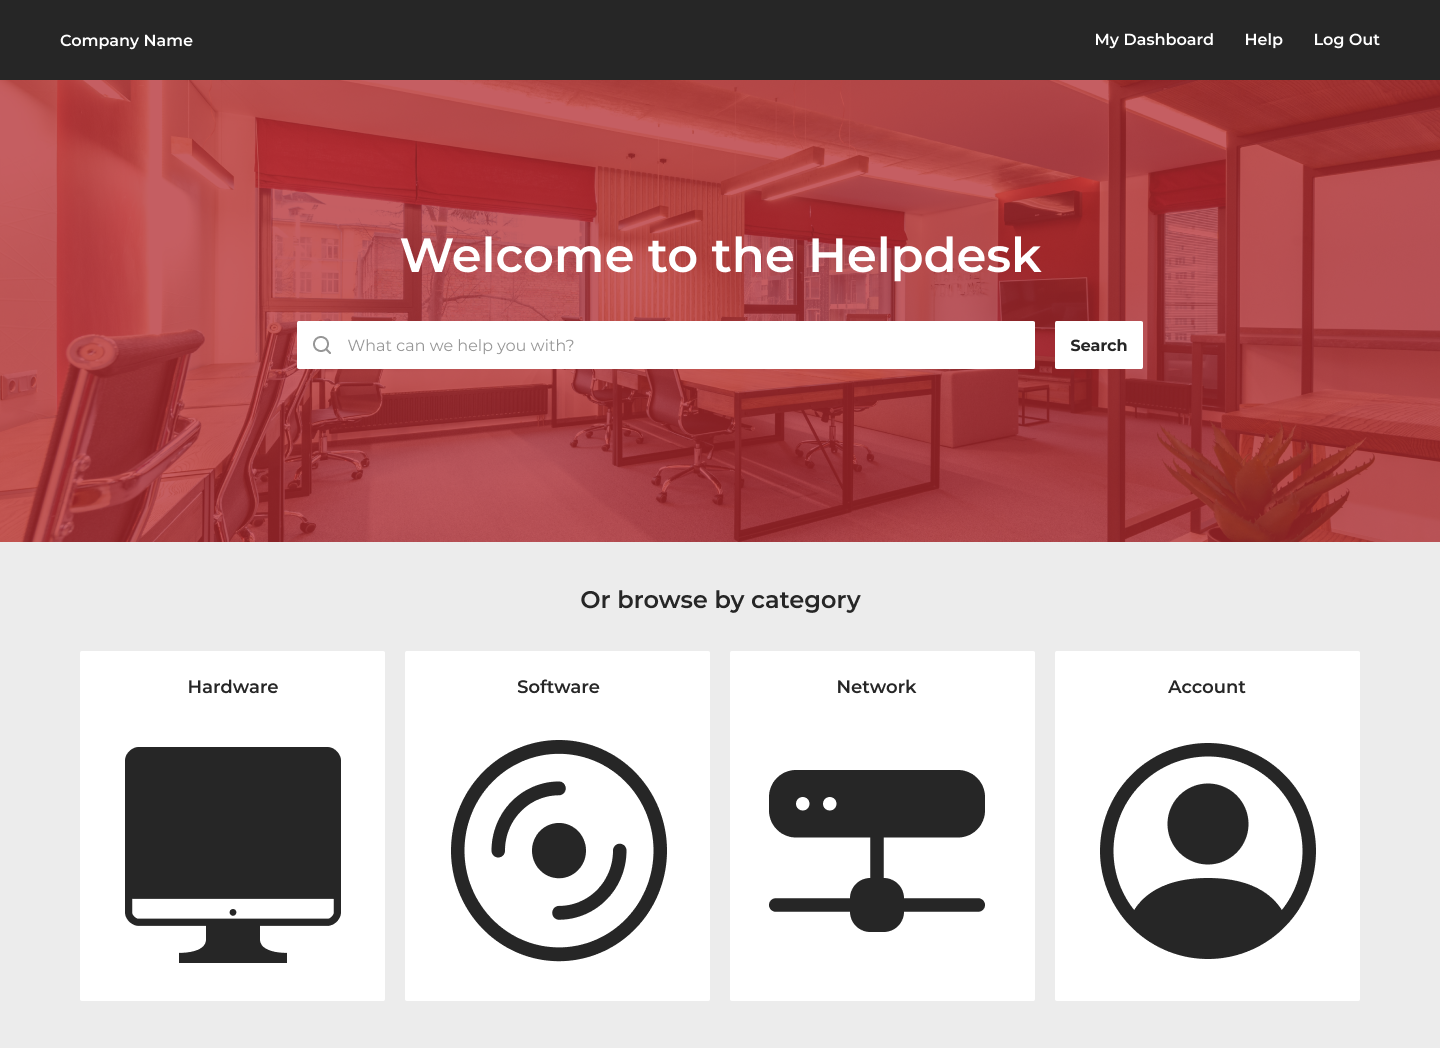 Company Name
My Dashboard
Help
Log Out
Welcome to the Helpdesk
What can we help you with?
Search
Or browse by category
Hardware
Software
Network
Account